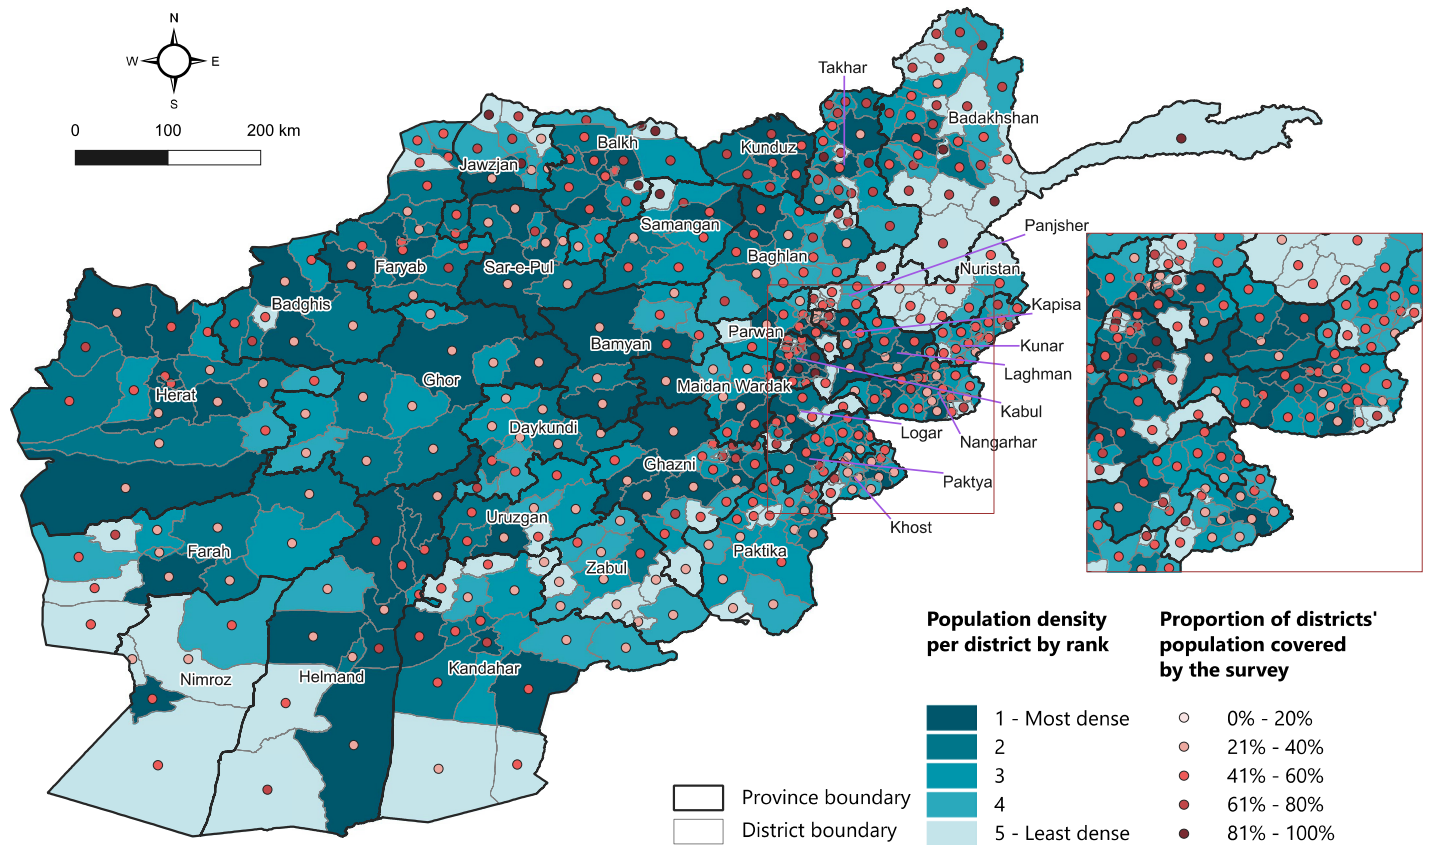 N
W E
S
0 100 200 km
Takhar
Badakhshan
Jawzjan
Balkh
Kunduz
Panjsher
Samangan
Baghlan
Nuristan
Faryab
Sar-e-Pul
Kapisa
Badghis
Parwan
Bamyan
Kunar
Laghman
Ghor
Maidan Wardak
Herat
Kabul
Daykundi
Logar
Nangarhar
Ghazni
Paktya
Uruzgan
Khost
Farah
Paktika
Zabul
Nimroz
Helmand
Kandahar
Population density
per district by rank
1 - Most dense
2
3
4
5 - Least dense
Proportion of districts'
population covered
by the survey
0% - 20%
21% - 40%
41% - 60%
61% - 80%
81% - 100%
Province boundary
District boundary